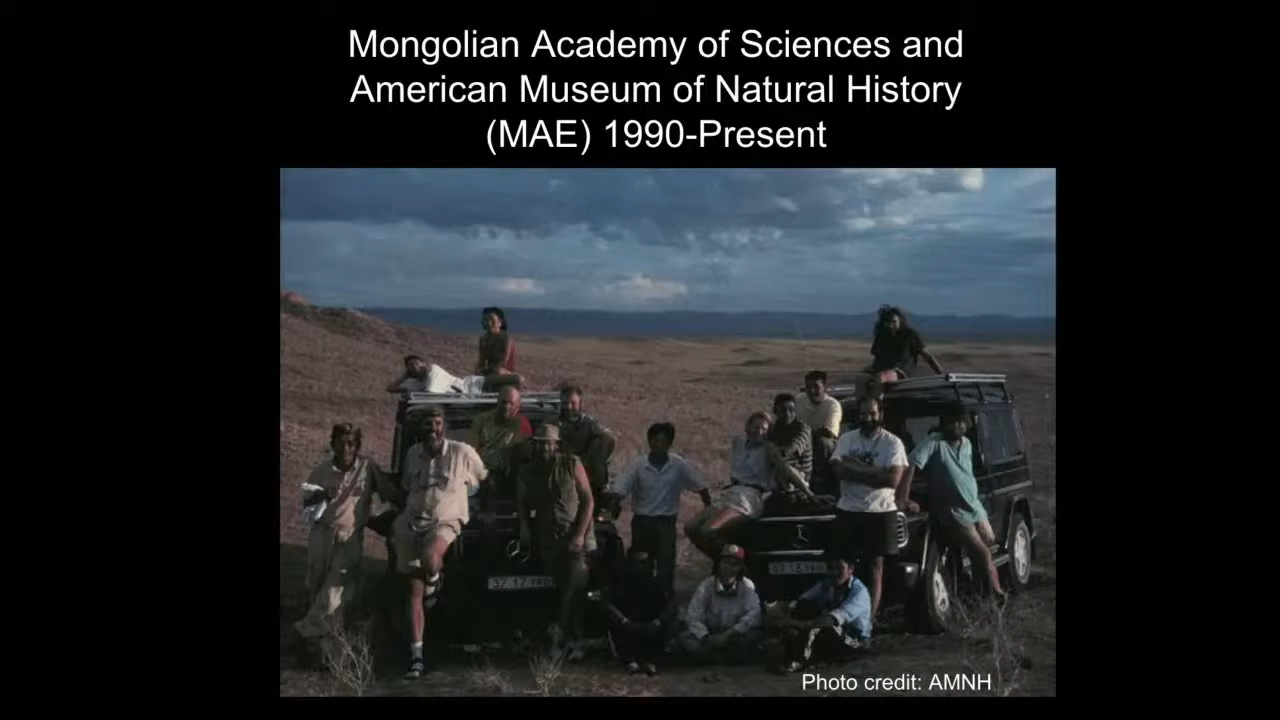 Mongolian Academy of Sciences and
American Museum of Natural History
(MAE) 1990-Present
Photo credit: AMNH